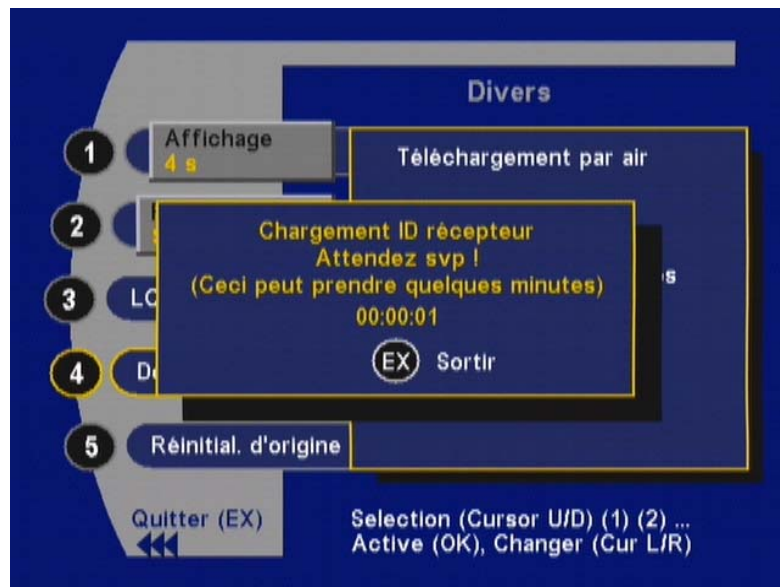 Divers
1
Affichage
4 s
Téléchargement par air
2
Chargement ID récepteur
Attendez svp !
(Ceci peut prendre quelques minutes)
00:00:01
EX Sortir
3
4
5
Réinitial. d'origine
Quitter (EX)
Selection (Cursor U/D) (1) (2) ...
Active (OK), Changer (Cur L/R)